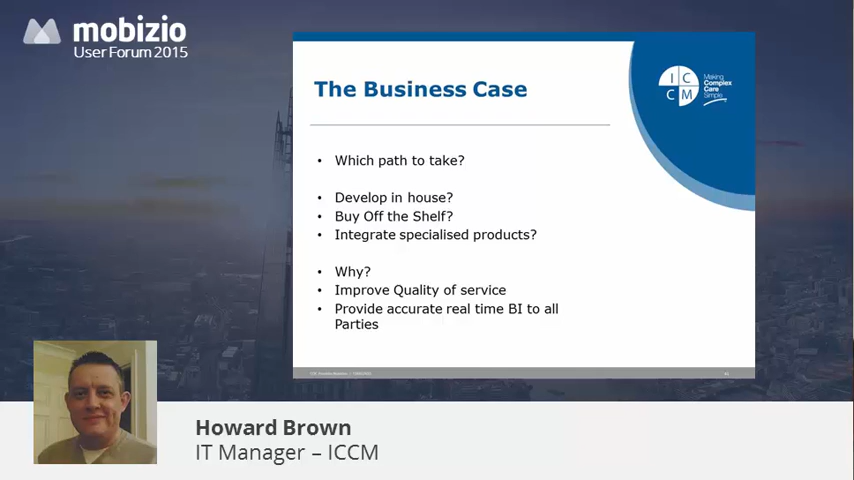 mobizio
User Forum 2015
The Business Case
I C
C M
Making
Complex
Care
Simple
• Which path to take?
• Develop in house?
• Buy Off the Shelf?
• Integrate specialised products?
• Why?
• Improve Quality of service
• Provide accurate real time BI to all
Parties
Howard Brown
IT Manager – ICCM